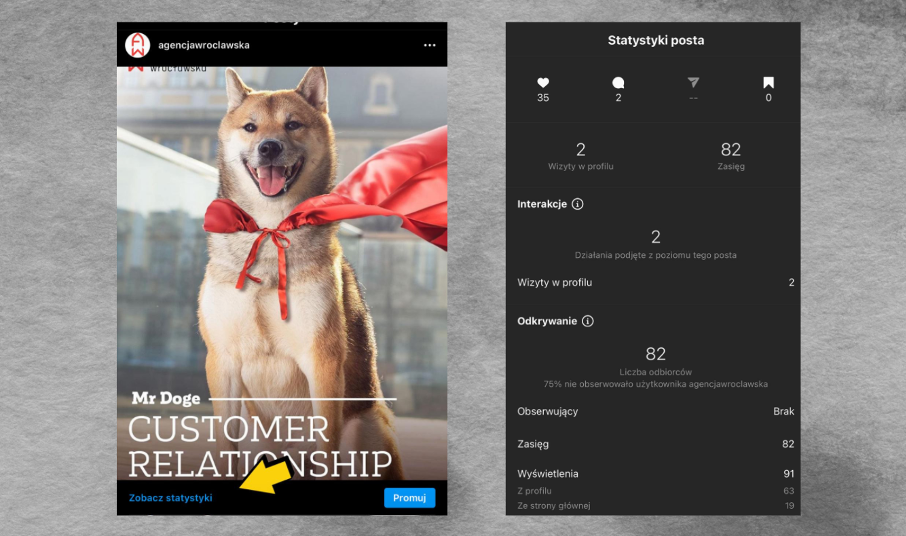 agencjawroclawska
wrocławska
Mr Doge
CUSTOMER
RELATIONSHIP
Zobacz statystyki
Promuj
Statystyki posta
35
2
--
0
2
82
Wizyty w profilu
Zasięg
Interakcje
2
Działania podjęte z poziomu tego posta
Wizyty w profilu 2
Odkrywanie
82
Liczba odbiorców
75% nie obserwowało użytkownika agencjawroclawska
Obserwujący Brak
Zasięg 82
Wyświetlenia 91
Z profilu 63
Ze strony głównej 19